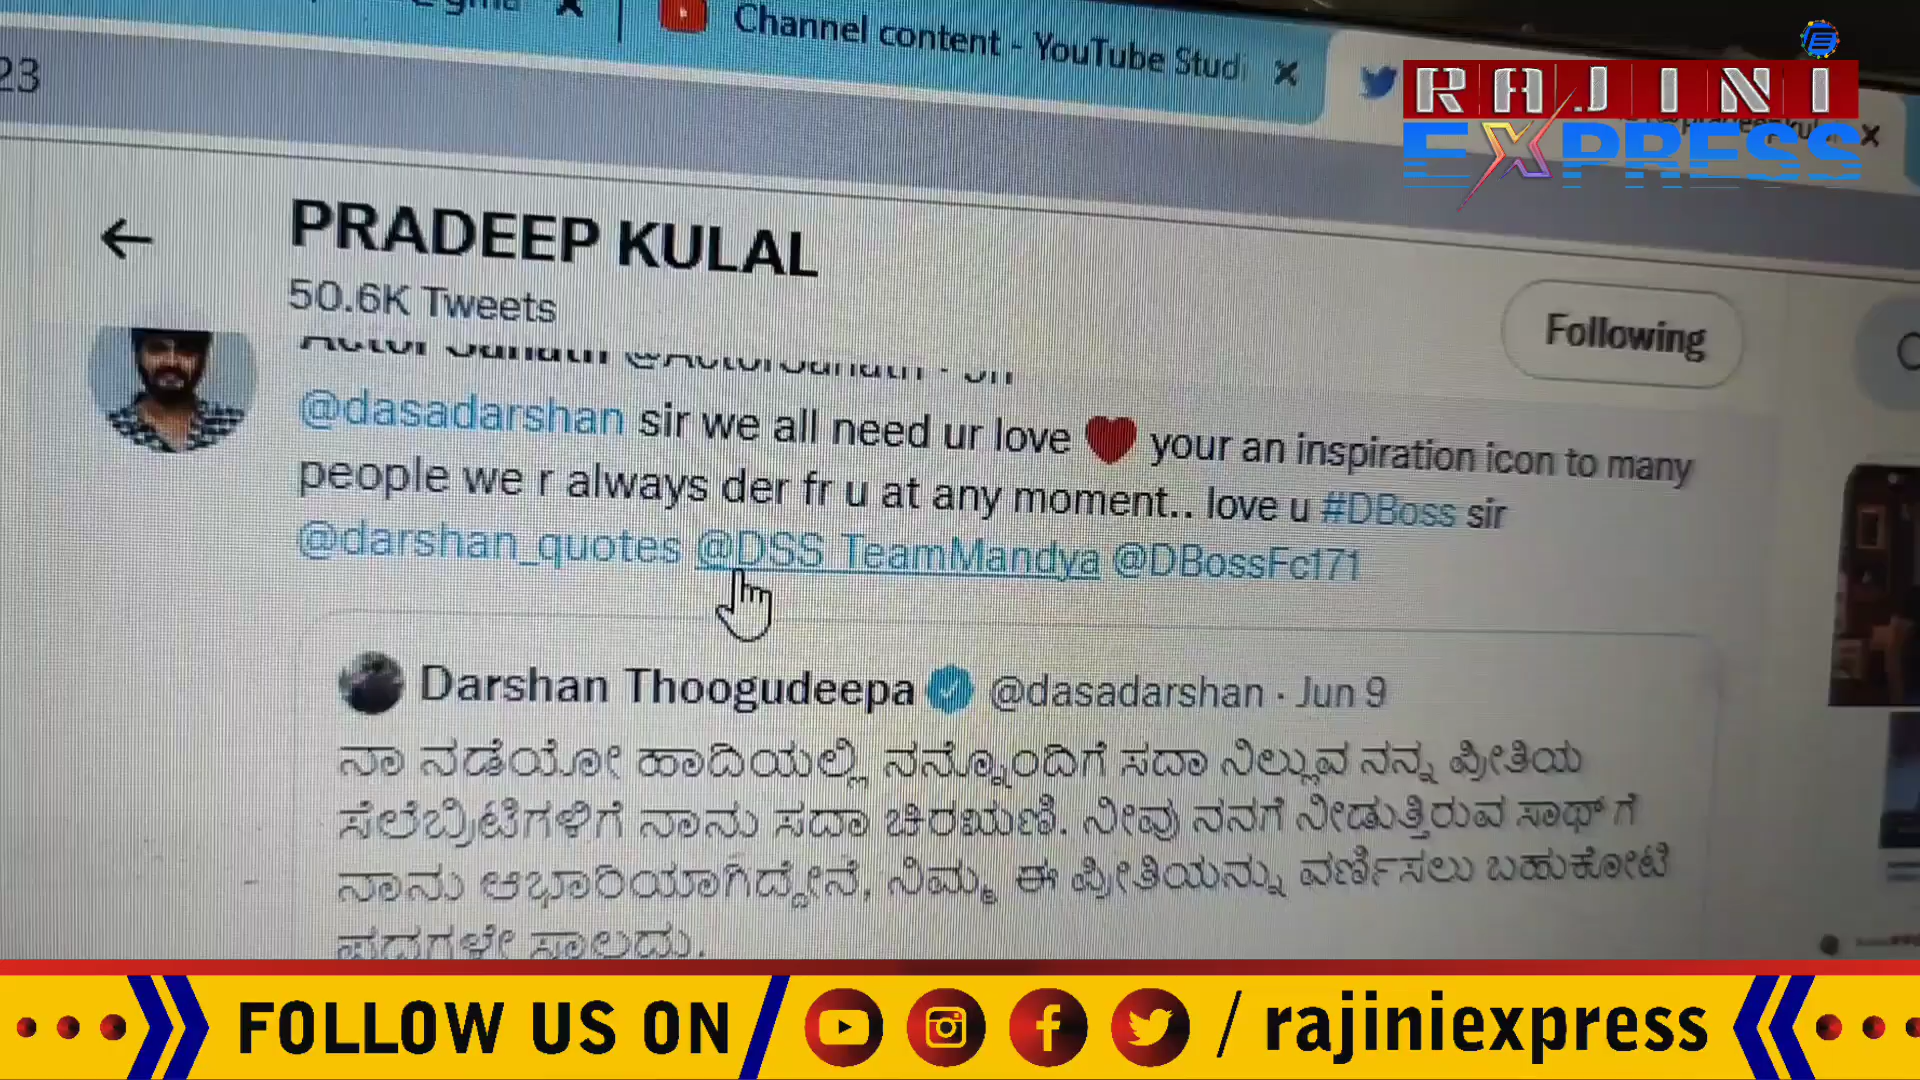 Channel content - YouTube Studi
23
RAJINI
EXPRESS
PRADEEP KULAL
50.6K Tweets
Following
@dasadarshan sir we all need ur love ❤ your an inspiration icon to many
people we r always der fr u at any moment.. love u #DBoss sir
@darshan_quotes @DSS_TeamMandya @DBossFc171
Darshan Thoogudeepa @dasadarshan · Jun 9
ನಾ ನಡೆಯೋ ಹಾದಿಯಲ್ಲಿ ನನ್ನೊಂದಿಗೆ ಸದಾ ನಿಲ್ಲುವ ನನ್ನ ಪ್ರೀತಿಯ
ಸೆಲೆಬ್ರಿಟಿಗಳಿಗೆ ನಾನು ಸದಾ ಚಿರಋಣಿ. ನೀವು ನನಗೆ ನೀಡುತ್ತಿರುವ ಸಾಥ್ ಗೆ
ನಾನು ಆಭಾರಿಯಾಗಿದ್ದೇನೆ, ನಿಮ್ಮ ಈ ಪ್ರೀತಿಯನ್ನು ವರ್ಣಿಸಲು ಬಹುಕೋಟಿ
ಪದಗಳೇ ಸಾಲದು.
FOLLOW US ON / rajiniexpress